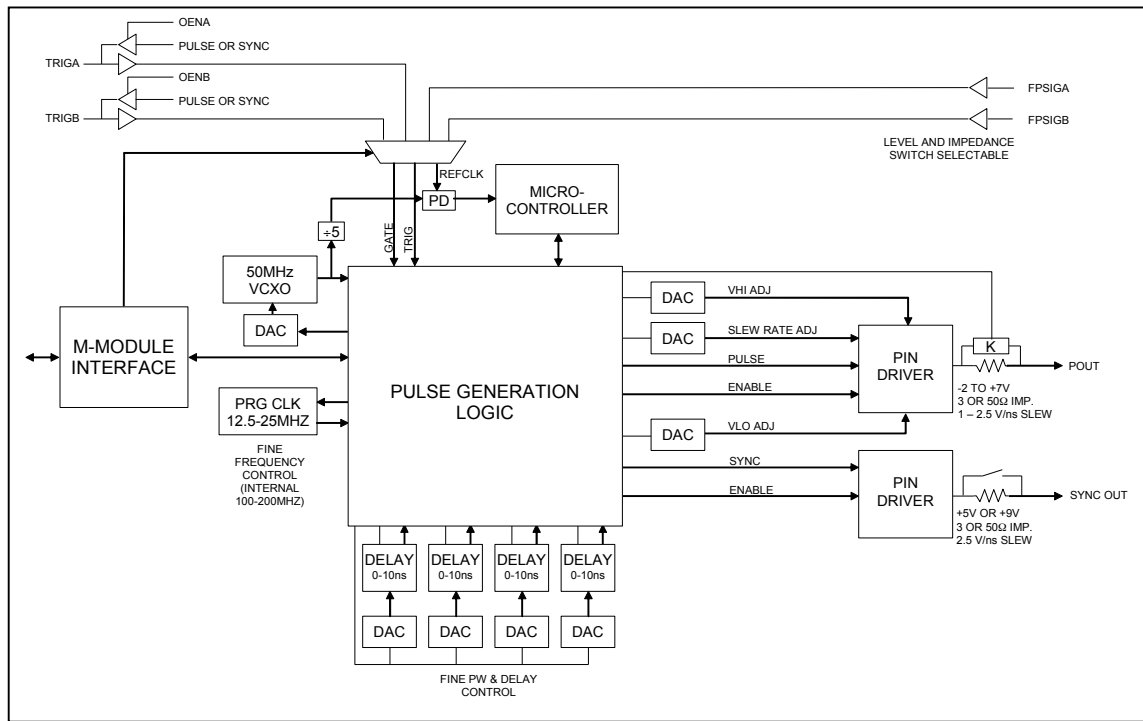 OENA
PULSE OR SYNC
TRIGA
OENB
PULSE OR SYNC
TRIGB
FPSIGA
FPSIGB
LEVEL AND IMPEDANCE
SWITCH SELECTABLE
REFCLK
PD
MICRO-
CONTROLLER
÷5
GATE
TRIG
50MHz
VCXO
DAC
M-MODULE
INTERFACE
PRG CLK
12.5-25MHZ
FINE
FREQUENCY
CONTROL
(INTERNAL
100-200MHZ)
PULSE GENERATION
LOGIC
DAC
VHI ADJ
DAC
SLEW RATE ADJ
PULSE
ENABLE
DAC
VLO ADJ
PIN
DRIVER
K
POUT
-2 TO +7V
3 OR 50Ω IMP.
1 – 2.5 V/ns SLEW
SYNC
ENABLE
PIN
DRIVER
SYNC OUT
+5V OR +9V
3 OR 50Ω IMP.
2.5 V/ns SLEW
DELAY
0-10ns
DELAY
0-10ns
DELAY
0-10ns
DELAY
0-10ns
DAC
DAC
DAC
DAC
FINE PW & DELAY
CONTROL